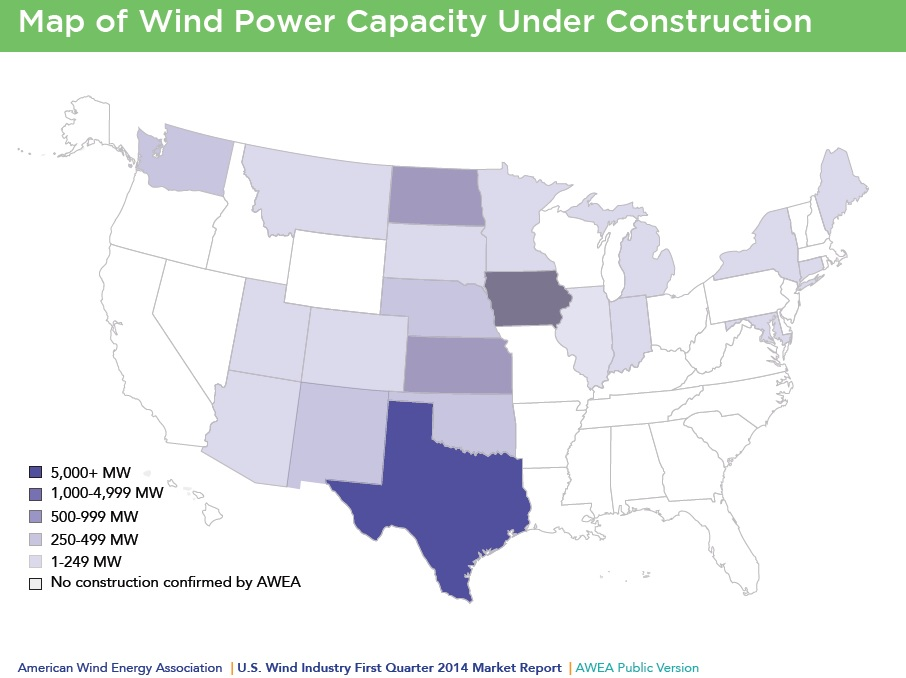 Map of Wind Power Capacity Under Construction
5,000+ MW
1,000-4,999 MW
500-999 MW
250-499 MW
1-249 MW
No construction confirmed by AWEA
American Wind Energy Association | U.S. Wind Industry First Quarter 2014 Market Report | AWEA Public Version